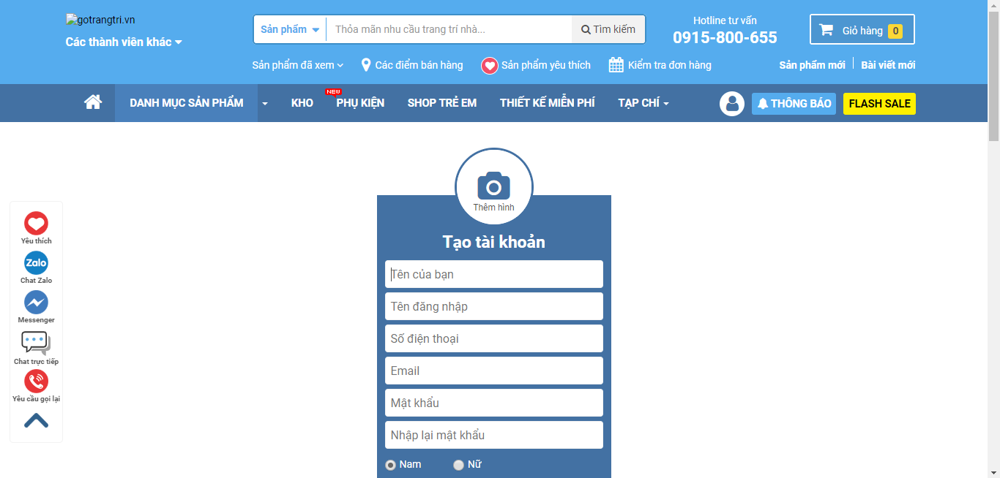 gotrangtri.vn
Các thành viên khác
Sản phẩm Thỏa mãn nhu cầu trang trí nhà... Tìm kiếm
Hotline tư vấn
0915-800-655
Giỏ hàng 0
Sản phẩm đã xem Các điểm bán hàng Sản phẩm yêu thích Kiểm tra đơn hàng Sản phẩm mới Bài viết mới
NEW
DANH MỤC SẢN PHẨM KHO PHỤ KIỆN SHOP TRẺ EM THIẾT KẾ MIỄN PHÍ TẠP CHÍ THÔNG BÁO FLASH SALE
Thêm hình
Tạo tài khoản
Tên của bạn
Tên đăng nhập
Số điện thoại
Email
Mật khẩu
Nhập lại mật khẩu
Nam Nữ
Yêu thích
Zalo
Chat Zalo
Messenger
Chat trực tiếp
Yêu cầu gọi lại